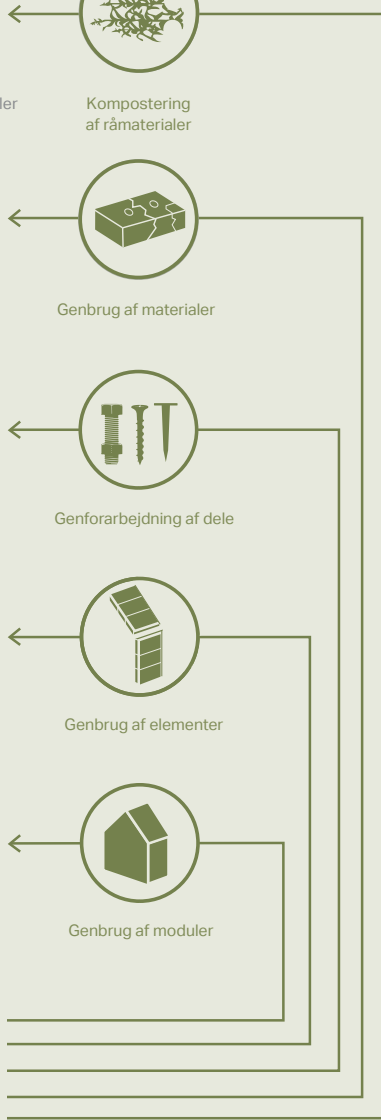 Kompostering
af råmaterialer
Genbrug af materialer
Genforarbejdning af dele
Genbrug af elementer
Genbrug af moduler